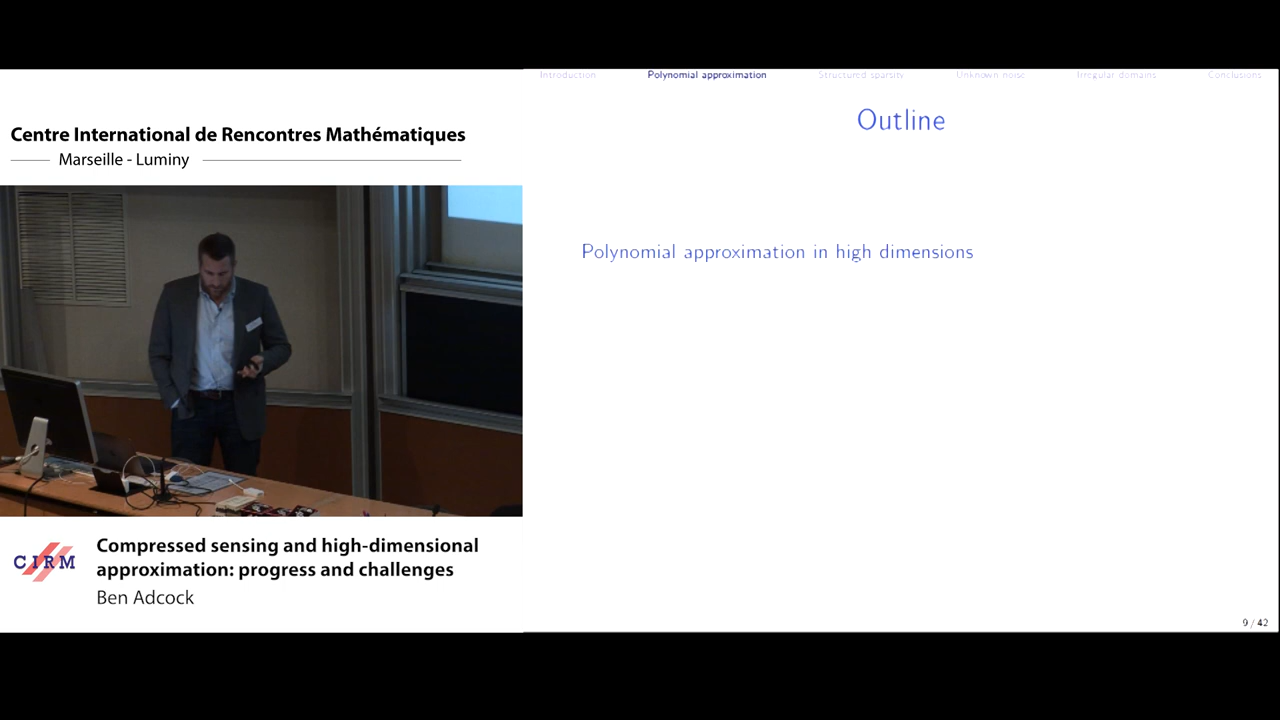 Centre International de Rencontres Mathématiques
Marseille - Luminy
CIRM
Compressed sensing and high-dimensional
approximation: progress and challenges
Ben Adcock
Introduction Polynomial approximation Structured sparsity Unknown noise Irregular domains Conclusions
Outline
Polynomial approximation in high dimensions
9 / 42